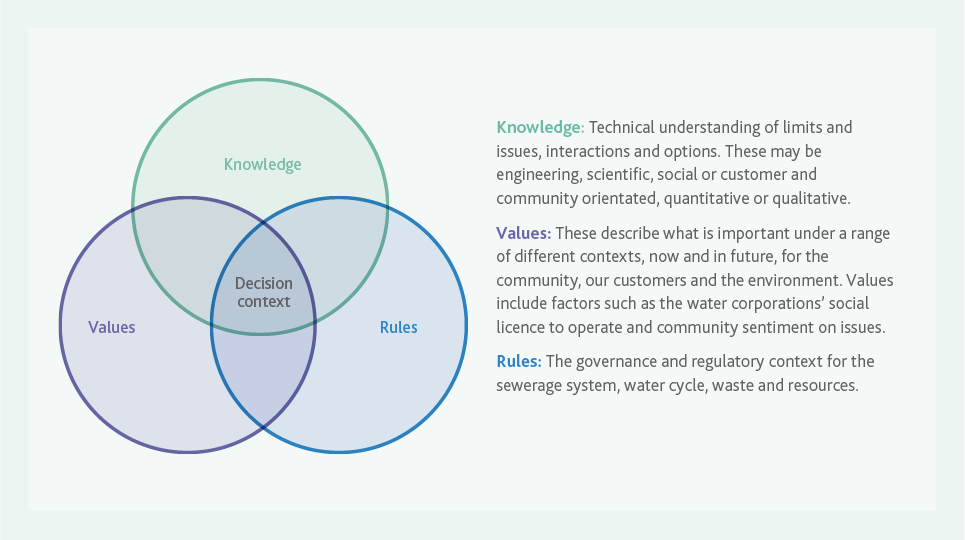 Knowledge
Decision
context
Values
Rules
Knowledge: Technical understanding of limits and
issues, interactions and options. These may be
engineering, scientific, social or customer and
community orientated, quantitative or qualitative.
Values: These describe what is important under a range
of different contexts, now and in future, for the
community, our customers and the environment. Values
include factors such as the water corporations’ social
licence to operate and community sentiment on issues.
Rules: The governance and regulatory context for the
sewerage system, water cycle, waste and resources.